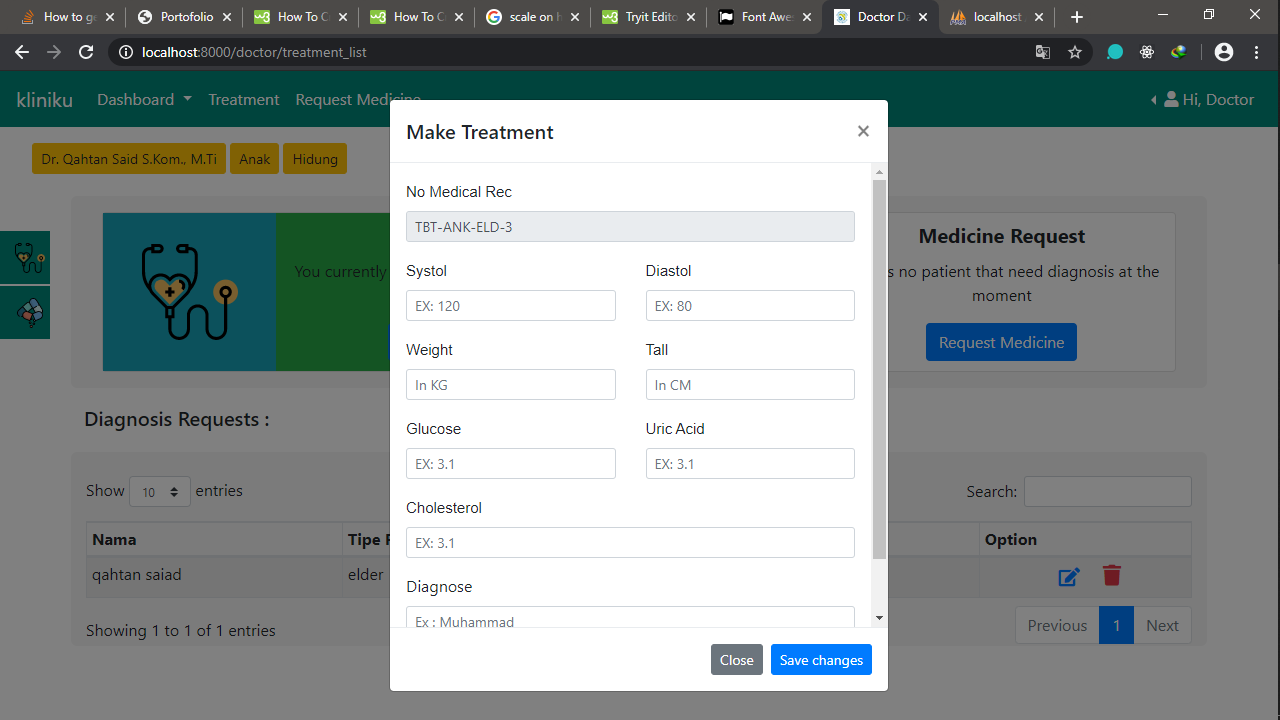 How to ge
Portofolio
How To C
How To C
scale on h
Tryit Edito
Font Awes
Doctor Da
localhost
localhost:8000/doctor/treatment_list
kliniku Dashboard Treatment Request Medicine Hi, Doctor
Dr. Qahtan Said S.Kom., M.Ti Anak Hidung
You currently
Medicine Request
s no patient that need diagnosis at the
moment
Request Medicine
Diagnosis Requests :
Show 10 entries
Search:
Nama Tipe Option
qahtan saiad elder
Showing 1 to 1 of 1 entries
Previous 1 Next
Make Treatment ×
No Medical Rec
TBT-ANK-ELD-3
Systol Diastol
EX: 120 EX: 80
Weight Tall
In KG In CM
Glucose Uric Acid
EX: 3.1 EX: 3.1
Cholesterol
EX: 3.1
Diagnose
Ex : Muhammad
Close Save changes